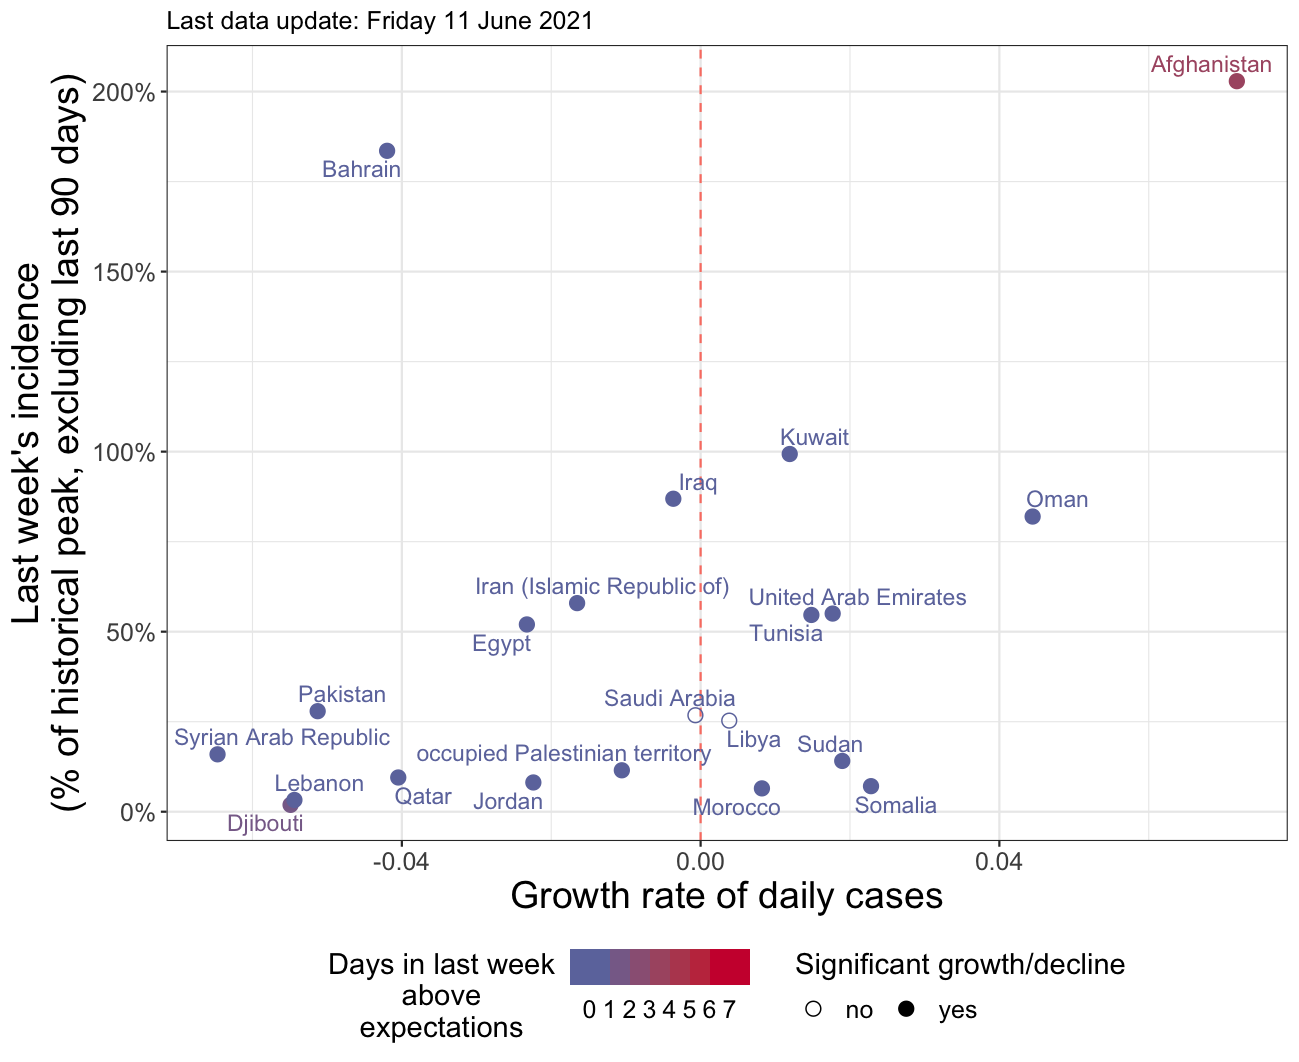 Last data update: Friday 11 June 2021
Last week's incidence
(% of historical peak, excluding last 90 days)
200%
150%
100%
50%
0%
Afghanistan
Bahrain
Kuwait
Iraq
Oman
Iran (Islamic Republic of)
United Arab Emirates
Egypt
Tunisia
Pakistan
Saudi Arabia
Syrian Arab Republic
Libya
Sudan
occupied Palestinian territory
Lebanon
Qatar
Jordan
Morocco
Somalia
Djibouti
-0.04
0.00
0.04
Growth rate of daily cases
Days in last week
above
expectations
0 1 2 3 4 5 6 7
Significant growth/decline
no
yes